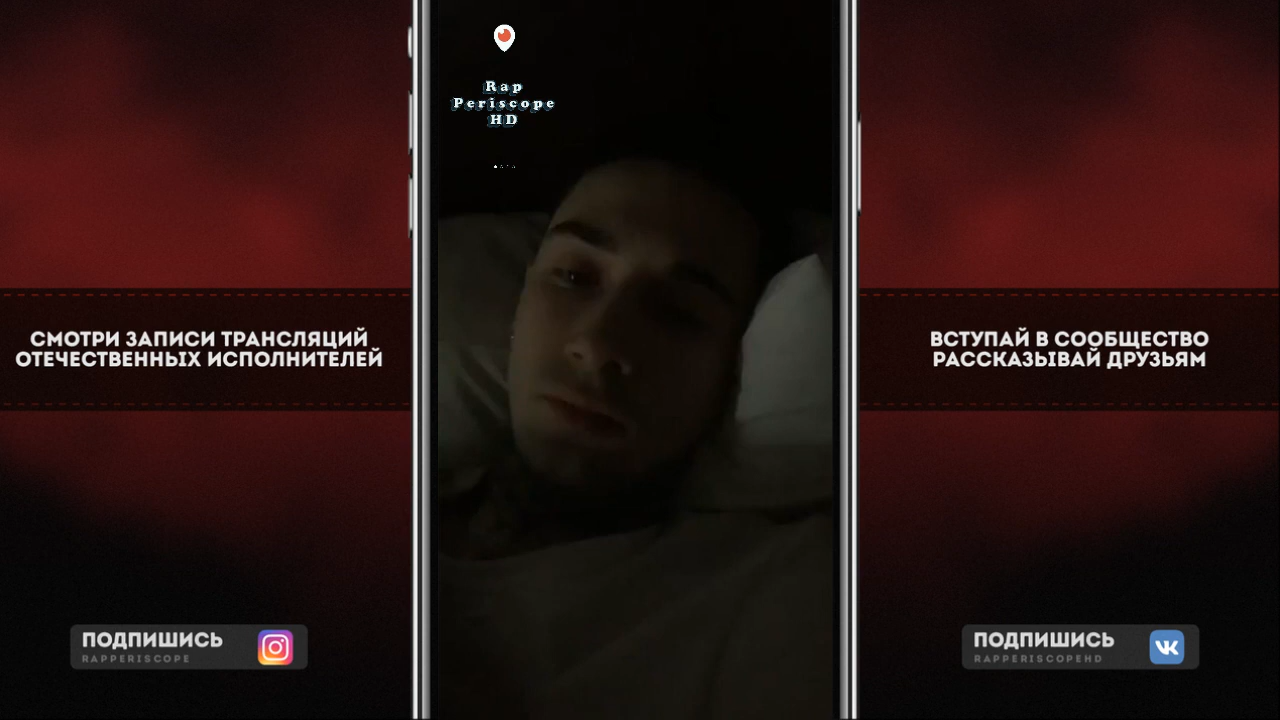 Rap
Periscope
HD
СМОТРИ ЗАПИСИ ТРАНСЛЯЦИЙ
ОТЕЧЕСТВЕННЫХ ИСПОЛНИТЕЛЕЙ
ВСТУПАЙ В СООБЩЕСТВО
РАССКАЗЫВАЙ ДРУЗЬЯМ
ПОДПИШИСЬ
RAPPERISCOPE
ПОДПИШИСЬ
RAPPERISCOPEHD